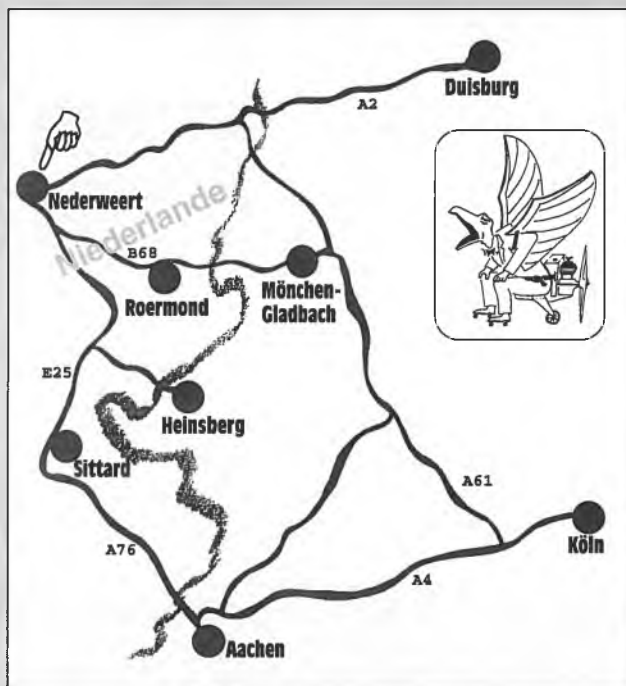 Duisburg
A2
Nederweert
Niederlande
B68
Roermond
Mönchen-
Gladbach
E25
Heinsberg
Sittard
A61
A76
Köln
A4
Aachen